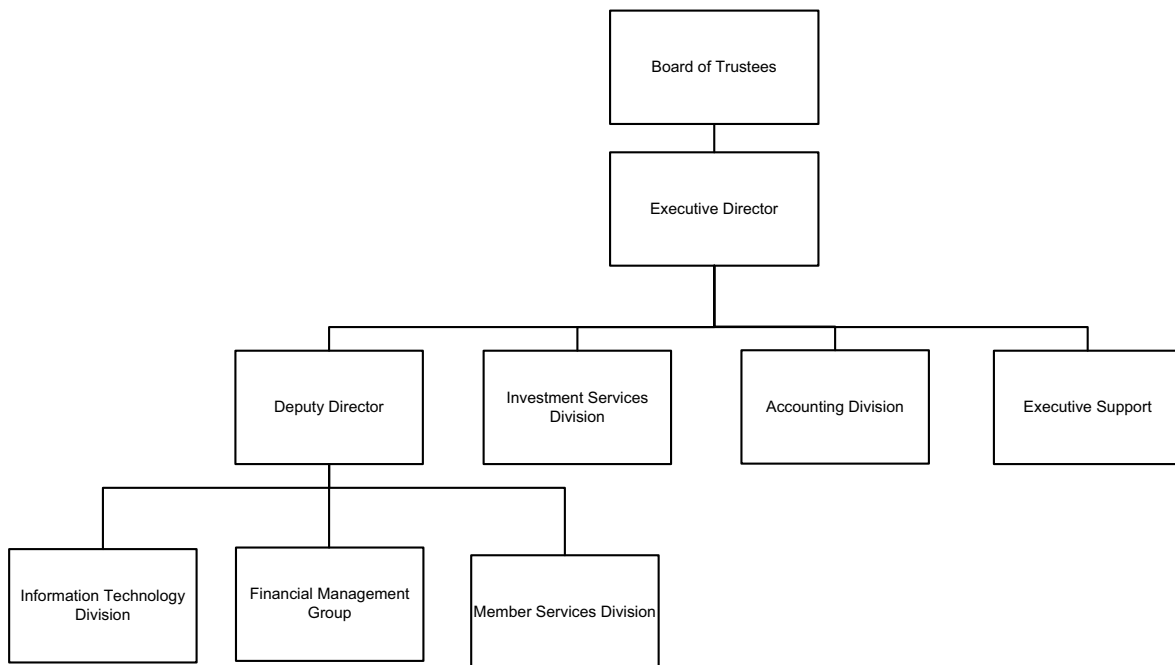 Board of Trustees
Executive Director
Deputy Director
Investment Services
Division
Accounting Division
Executive Support
Information Technology
Division
Financial Management
Group
Member Services Division